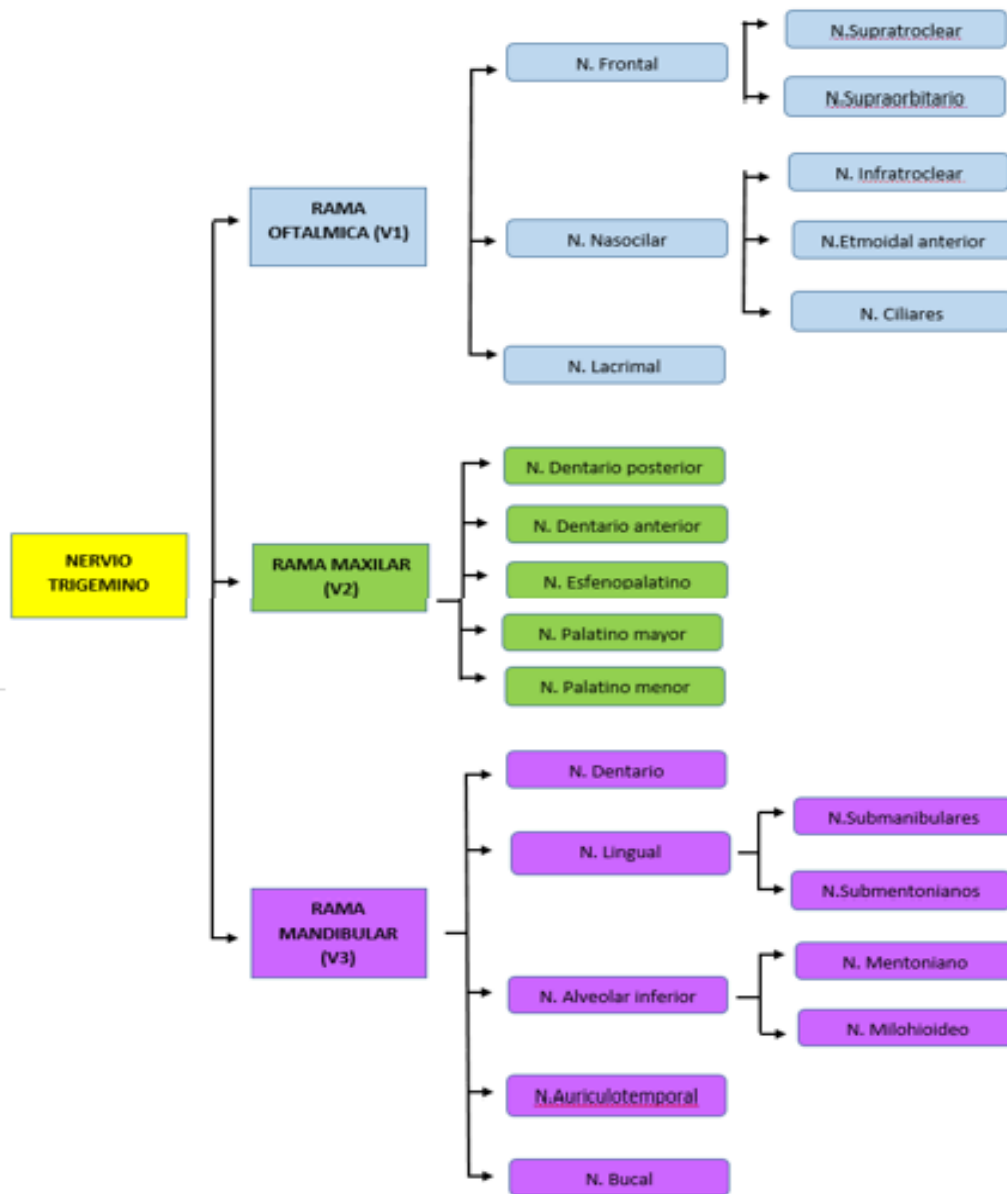 NERVIO
TRIGEMINO
RAMA
OFTALMICA (V1)
N. Frontal
N.Supratroclear
N.Supraorbitario
N. Nasocilar
N. Infratroclear
N.Etmoidal anterior
N. Ciliares
N. Lacrimal
RAMA MAXILAR
(V2)
N. Dentario posterior
N. Dentario anterior
N. Esfenopalatino
N. Palatino mayor
N. Palatino menor
RAMA
MANDIBULAR
(V3)
N. Dentario
N. Lingual
N.Submanibulares
N.Submentonianos
N. Alveolar inferior
N. Mentoniano
N. Milohioideo
N.Auriculotemporal
N. Bucal